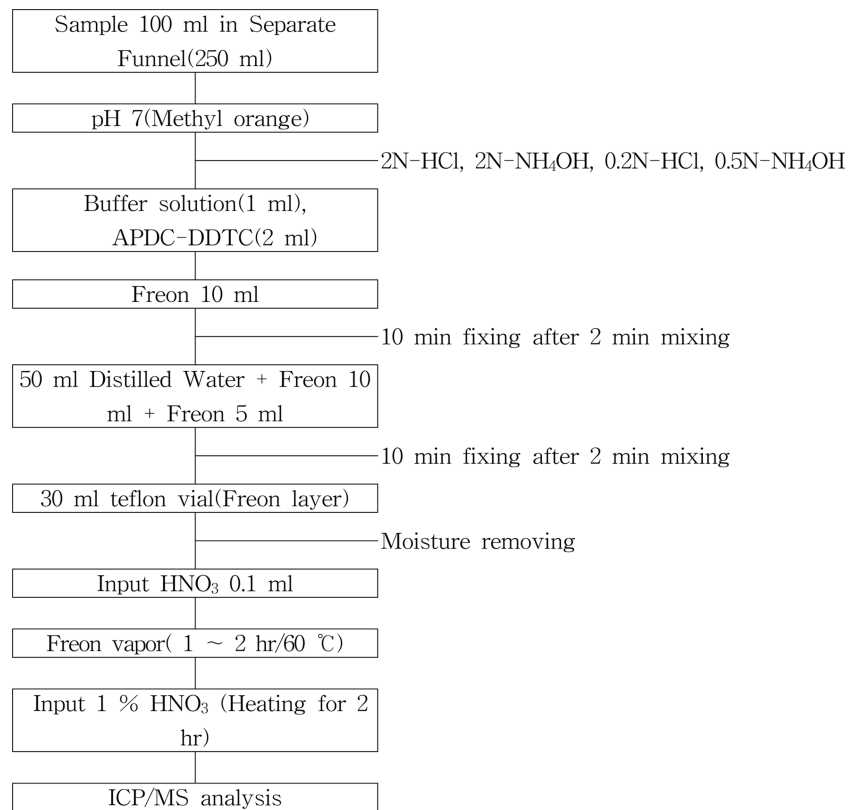 Sample 100 ml in Separate
Funnel(250 ml)
pH 7(Methyl orange)
2N-HCl, 2N-NH₄OH, 0.2N-HCl, 0.5N-NH₄OH
Buffer solution(1 ml),
APDC-DDTC(2 ml)
Freon 10 ml
10 min fixing after 2 min mixing
50 ml Distilled Water + Freon 10
ml + Freon 5 ml
10 min fixing after 2 min mixing
30 ml teflon vial(Freon layer)
Moisture removing
Input HNO₃ 0.1 ml
Freon vapor( 1 ~ 2 hr/60 ℃)
Input 1 % HNO₃ (Heating for 2
hr)
ICP/MS analysis